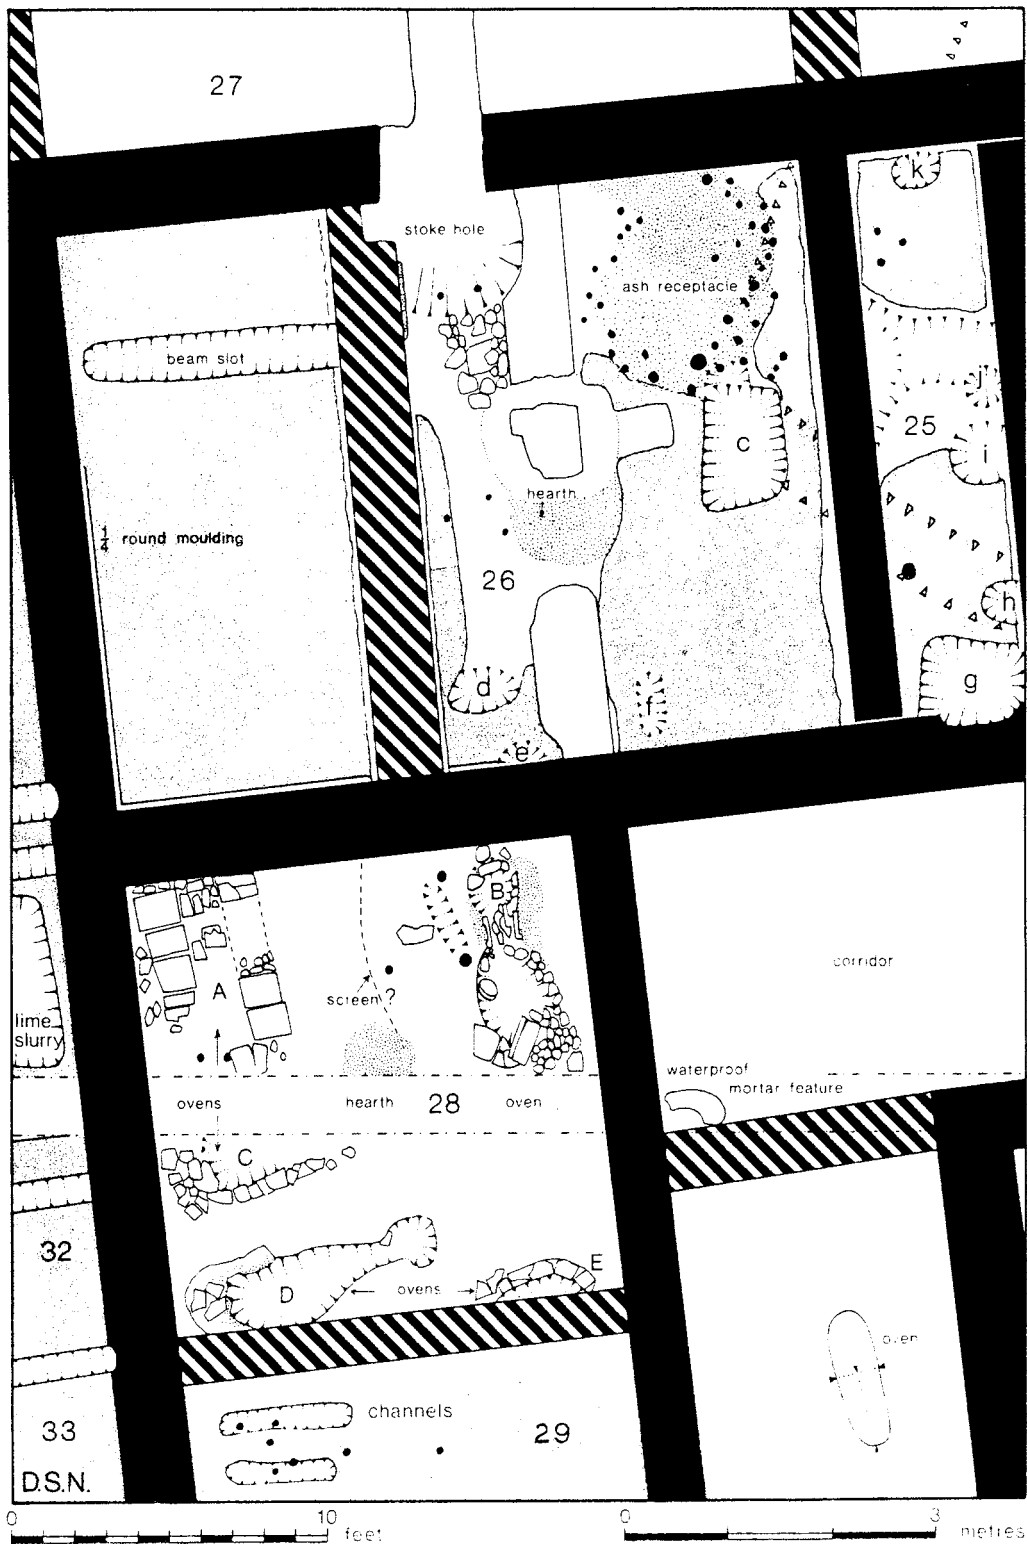 27
k
stoke hole
ash receptacle
beam slot
j
25
c
i
hearth
1/4 round moulding
26
h
d
g
f
e
B
corridor
A
screen ?
lime
slurry
waterproof
mortar feature
ovens
hearth
28
oven
C
32
E
D
ovens
oven
channels
29
33
D.S.N.
0
10
feet
0
3
metres